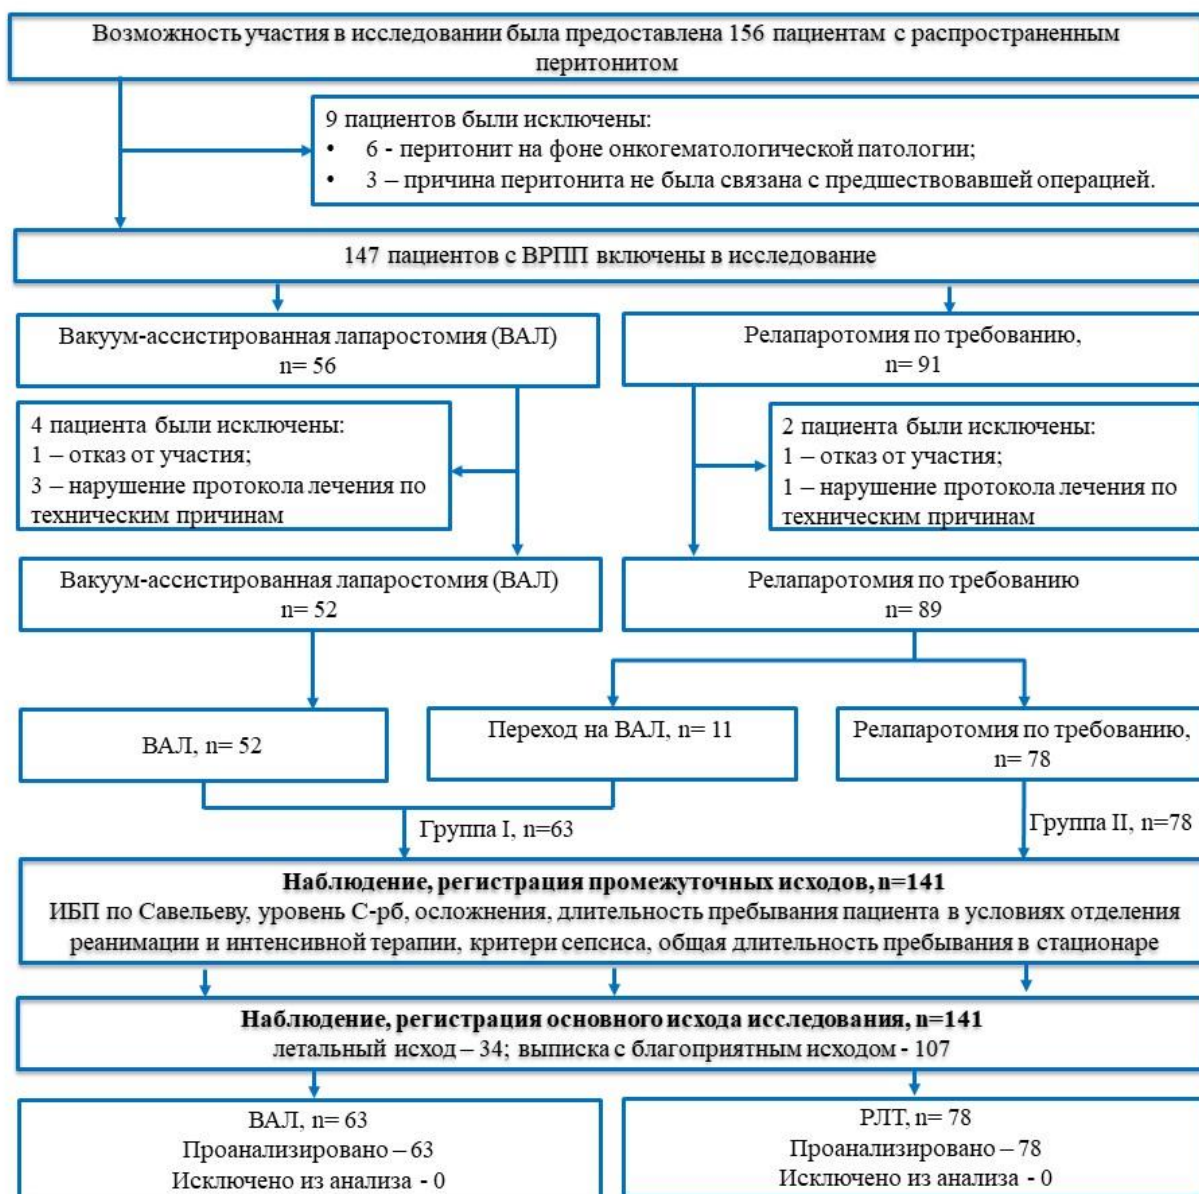 Возможность участия в исследовании была предоставлена 156 пациентам с распространенным
перитонитом
9 пациентов были исключены:
• 6 - перитонит на фоне онкогематологической патологии;
• 3 – причина перитонита не была связана с предшествовавшей операцией.
147 пациентов с ВРПП включены в исследование
Вакуум-ассистированная лапаростомия (ВАЛ)
n= 56
Релапаротомия по требованию,
n= 91
4 пациента были исключены:
1 – отказ от участия;
3 – нарушение протокола лечения по
техническим причинам
2 пациента были исключены:
1 – отказ от участия;
1 – нарушение протокола лечения по
техническим причинам
Вакуум-ассистированная лапаростомия (ВАЛ)
n= 52
Релапаротомия по требованию
n= 89
ВАЛ, n= 52
Переход на ВАЛ, n= 11
Релапаротомия по требованию,
n= 78
Группа I, n=63
Группа II, n=78
Наблюдение, регистрация промежуточных исходов, n=141
ИБП по Савельеву, уровень С-рб, осложнения, длительность пребывания пациента в условиях отделения
реанимации и интенсивной терапии, критери сепсиса, общая длительность пребывания в стационаре
Наблюдение, регистрация основного исхода исследования, n=141
летальный исход – 34; выписка с благоприятным исходом - 107
ВАЛ, n= 63
Проанализировано – 63
Исключено из анализа - 0
РЛТ, n= 78
Проанализировано – 78
Исключено из анализа - 0